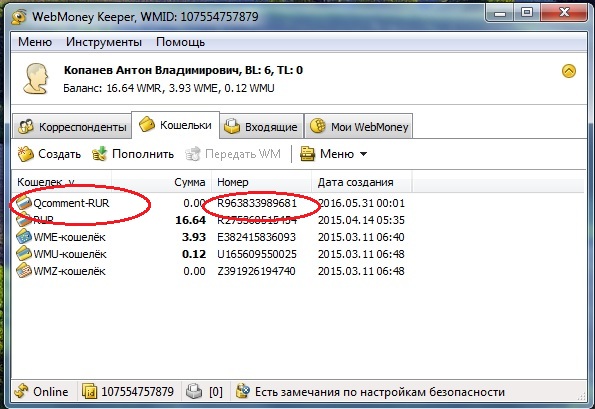 WebMoney Keeper, WMID: 107554757879
Меню Инструменты Помощь
Копанев Антон Владимирович, BL: 6, TL: 0
Баланс: 16.64 WMR, 3.93 WME, 0.12 WMU
Корреспонденты Кошельки Входящие Мои WebMoney
Создать Пополнить Передать WM Меню
Кошелек Сумма Номер Дата создания
Qcomment-RUR 0.00 R963833989681 2016.05.31 00:01
RUR 16.64 R275368515454 2015.04.14 05:35
WME-кошелёк 3.93 E382415836093 2015.03.11 06:40
WMU-кошелёк 0.12 U165609550025 2015.03.11 06:48
WMZ-кошелёк 0.00 Z391926194740 2015.03.11 06:48
Online 107554757879 [0] Есть замечания по настройкам безопасности